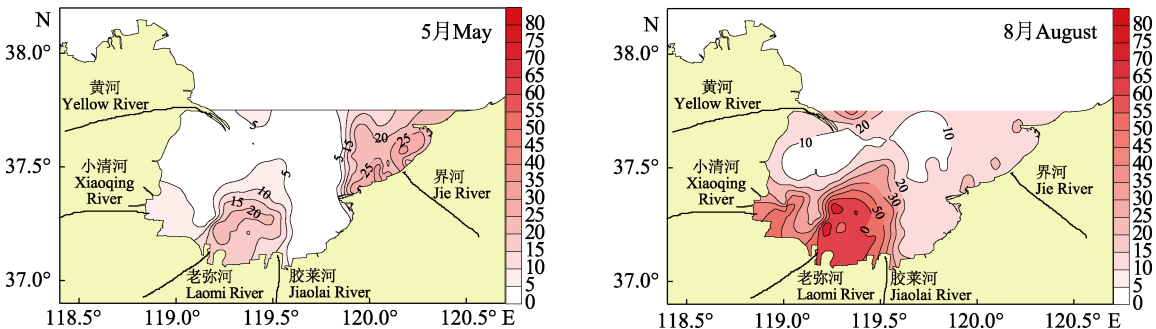 N
5月May
38.0°
37.5°
37.0°
118.5°
119.0°
119.5°
120.0°
120.5° E
黄河
Yellow River
小清河
Xiaoqing
River
老弥河
Laomi River
胶莱河
Jiaolai River
界河
Jie River
5
5
5
10
15
20
15
20
25
25
80
75
70
65
60
55
50
45
40
35
30
25
20
15
10
5
0
N
8月August
38.0°
37.5°
37.0°
118.5°
119.0°
119.5°
120.0°
120.5° E
黄河
Yellow River
小清河
Xiaoqing
River
老弥河
Laomi River
胶莱河
Jiaolai River
界河
Jie River
20
10
10
20
30
50
0
80
75
70
65
60
55
50
45
40
35
30
25
20
15
10
5
0